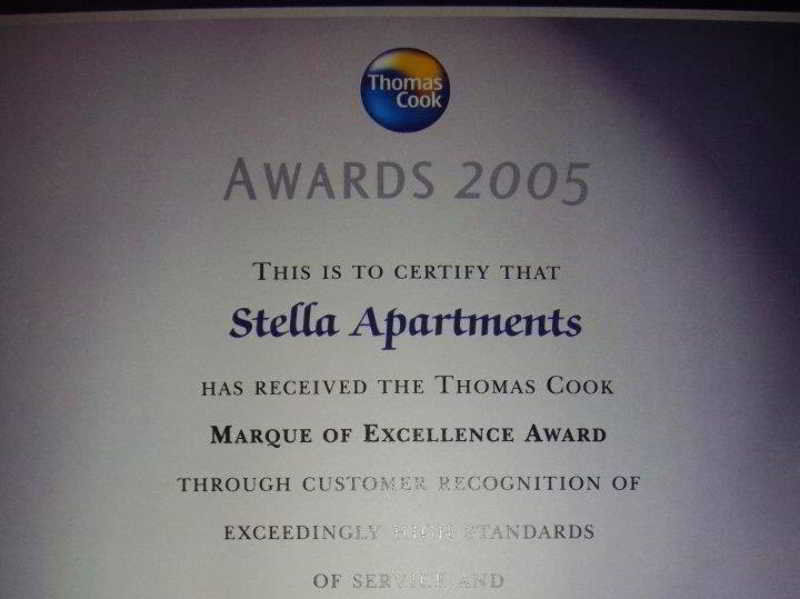 Thomas
Cook
AWARDS 2005
THIS IS TO CERTIFY THAT
Stella Apartments
HAS RECEIVED THE THOMAS COOK
MARQUE OF EXCELLENCE AWARD
THROUGH CUSTOMER RECOGNITION OF
EXCEEDINGLY HIGH STANDARDS
OF SERVICE AND